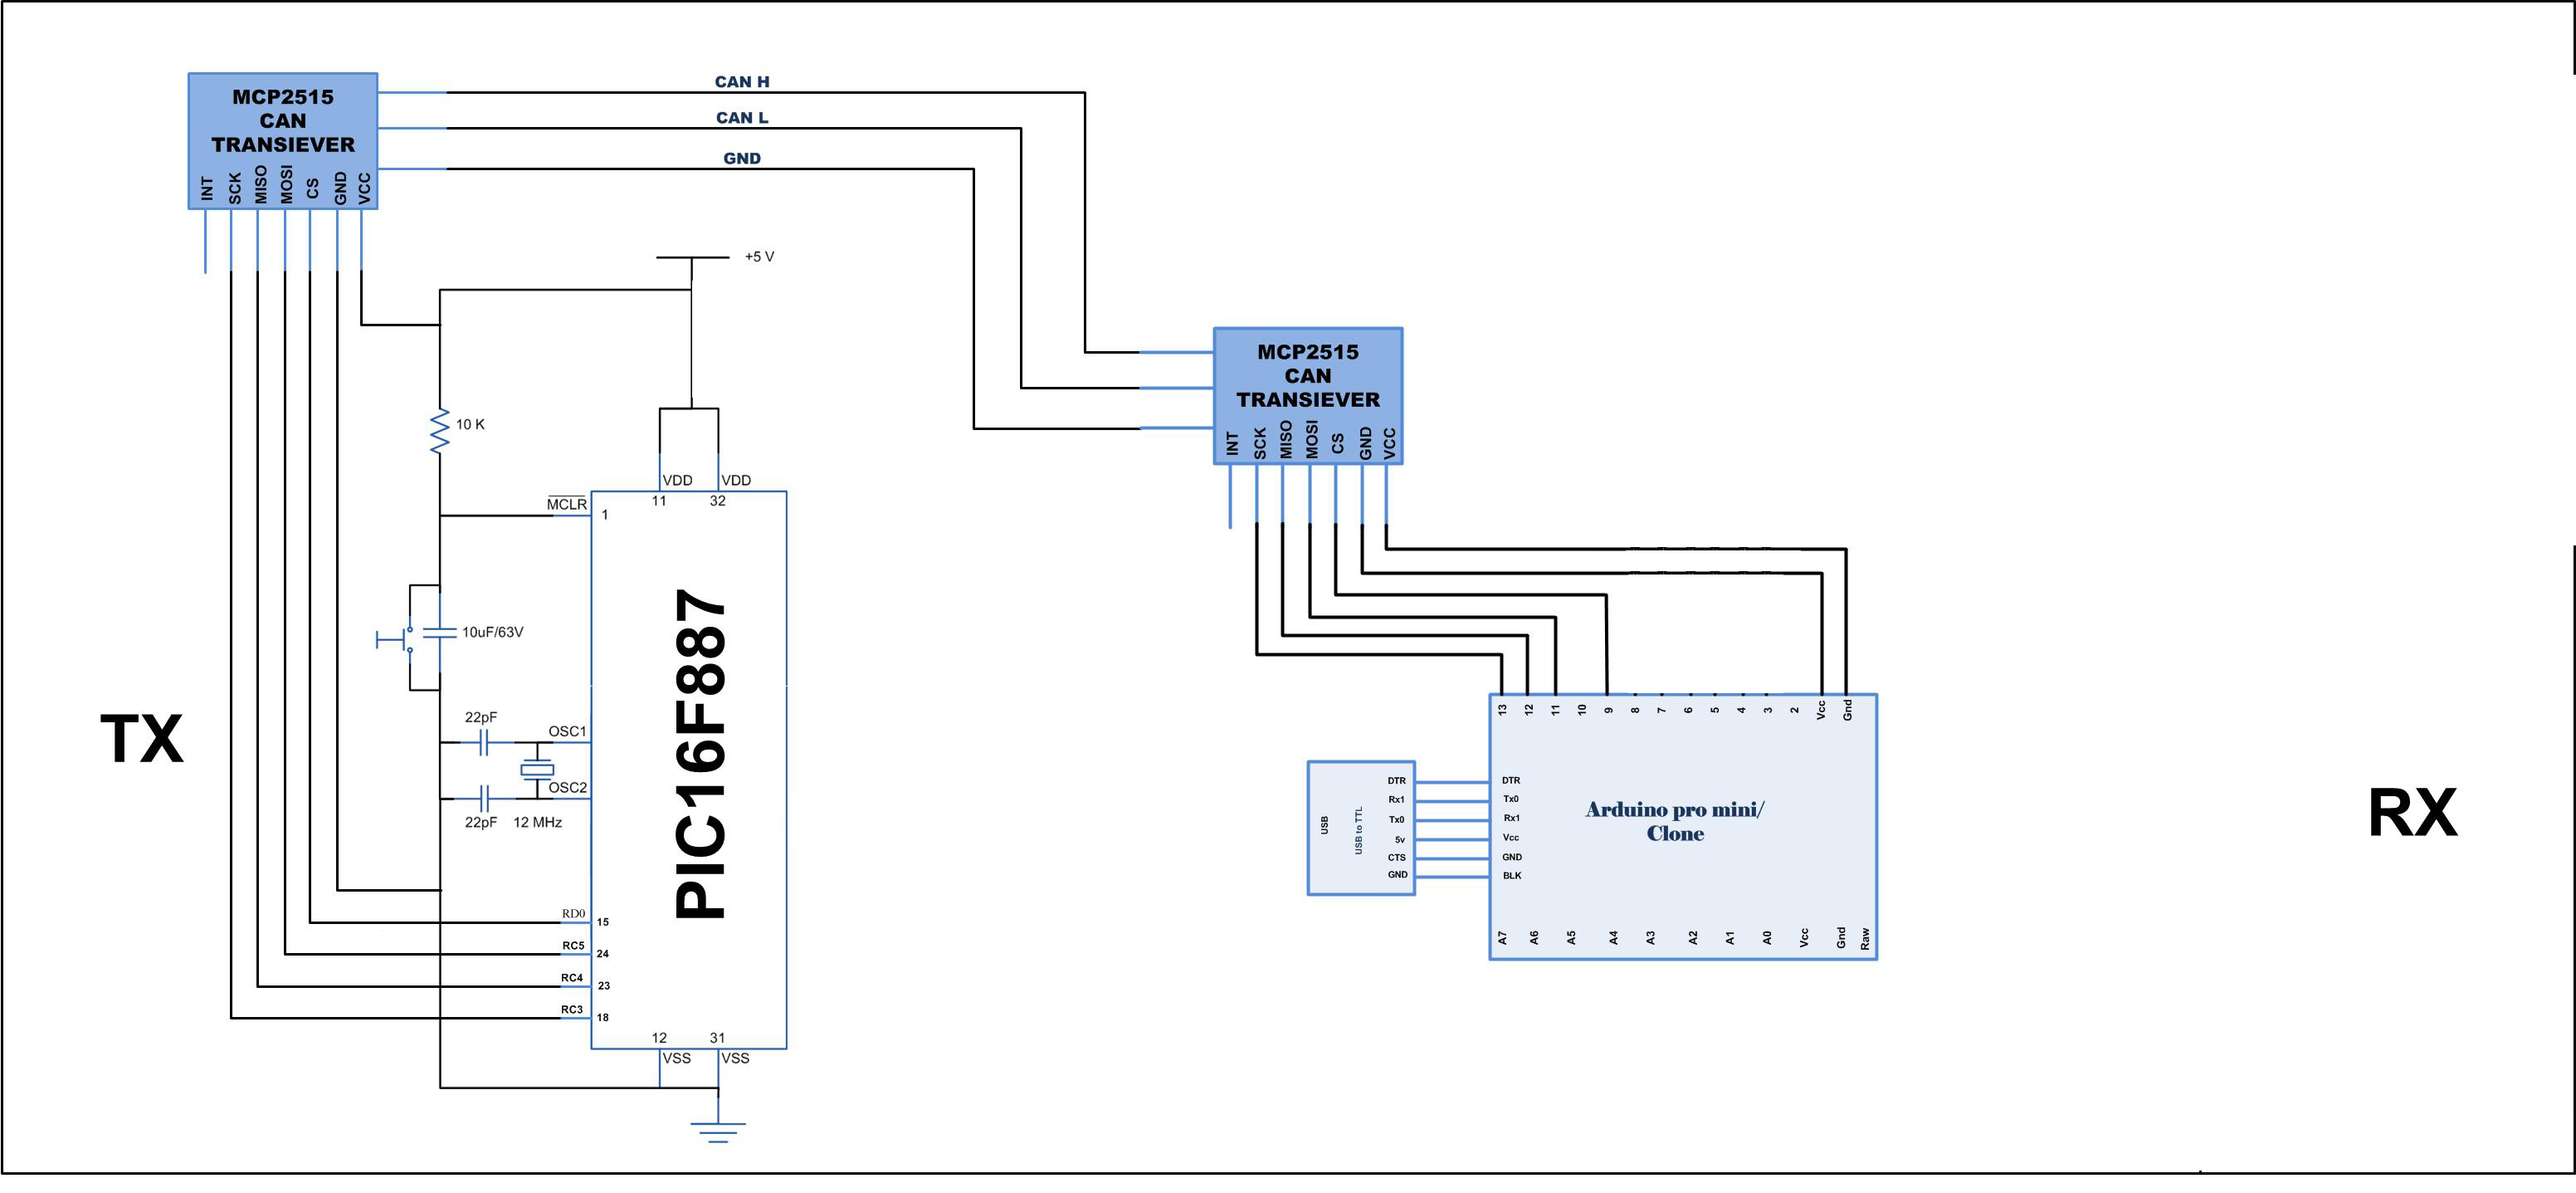 MCP2515
CAN
TRANSIEVER
INT
SCK
MISO
MOSI
CS
GND
VCC
CAN H
CAN L
GND
+5 V
10 K
MCLR
1
VDD
VDD
11
32
10uF/63V
22pF
OSC1
OSC2
22pF
12 MHz
PIC16F887
RD0
15
RC5
24
RC4
23
RC3
18
12
31
VSS
VSS
TX
MCP2515
CAN
TRANSIEVER
INT
SCK
MISO
MOSI
CS
GND
VCC
13
12
11
10
9
8
7
6
5
4
3
2
Vcc
Gnd
USB
USB to TTL
DTR
Rx1
Tx0
5v
CTS
GND
DTR
Tx0
Rx1
Vcc
GND
BLK
Arduino pro mini/
Clone
A7
A6
A5
A4
A3
A2
A1
A0
Vcc
Gnd
Raw
RX